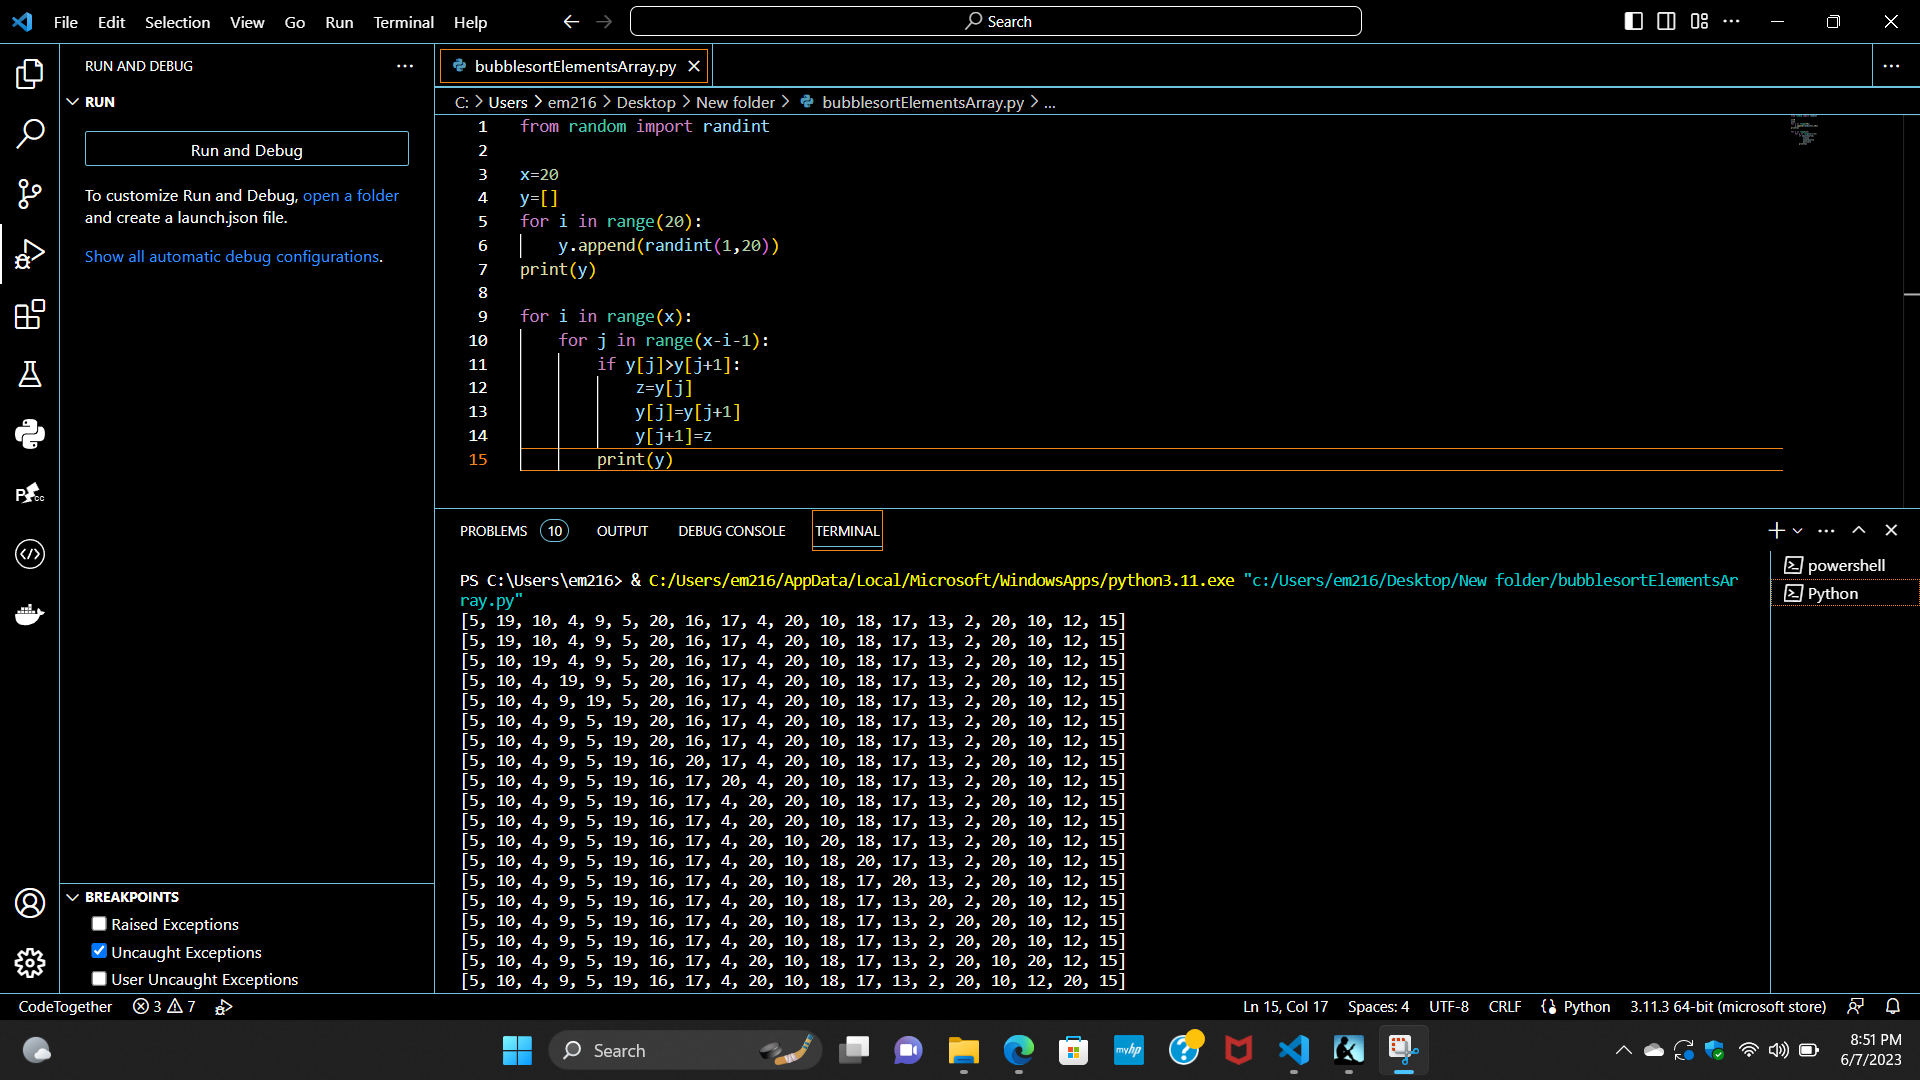 File Edit Selection View Go Run Terminal Help
Search
RUN AND DEBUG
RUN
Run and Debug
To customize Run and Debug, open a folder
and create a launch.json file.
Show all automatic debug configurations.
BREAKPOINTS
Raised Exceptions
Uncaught Exceptions
User Uncaught Exceptions
bubblesortElementsArray.py
C: > Users > em216 > Desktop > New folder > bubblesortElementsArray.py > ...
1 from random import randint
2
3 x=20
4 y=[]
5 for i in range(20):
6 y.append(randint(1,20))
7 print(y)
8
9 for i in range(x):
10 for j in range(x-i-1):
11 if y[j]>y[j+1]:
12 z=y[j]
13 y[j]=y[j+1]
14 y[j+1]=z
15 print(y)
PROBLEMS 10 OUTPUT DEBUG CONSOLE TERMINAL
powershell
Python
PS C:\Users\em216> & C:/Users/em216/AppData/Local/Microsoft/WindowsApps/python3.11.exe "c:/Users/em216/Desktop/New folder/bubblesortElementsAr
ray.py"
[5, 19, 10, 4, 9, 5, 20, 16, 17, 4, 20, 10, 18, 17, 13, 2, 20, 10, 12, 15]
[5, 19, 10, 4, 9, 5, 20, 16, 17, 4, 20, 10, 18, 17, 13, 2, 20, 10, 12, 15]
[5, 10, 19, 4, 9, 5, 20, 16, 17, 4, 20, 10, 18, 17, 13, 2, 20, 10, 12, 15]
[5, 10, 4, 19, 9, 5, 20, 16, 17, 4, 20, 10, 18, 17, 13, 2, 20, 10, 12, 15]
[5, 10, 4, 9, 19, 5, 20, 16, 17, 4, 20, 10, 18, 17, 13, 2, 20, 10, 12, 15]
[5, 10, 4, 9, 5, 19, 20, 16, 17, 4, 20, 10, 18, 17, 13, 2, 20, 10, 12, 15]
[5, 10, 4, 9, 5, 19, 20, 16, 17, 4, 20, 10, 18, 17, 13, 2, 20, 10, 12, 15]
[5, 10, 4, 9, 5, 19, 16, 20, 17, 4, 20, 10, 18, 17, 13, 2, 20, 10, 12, 15]
[5, 10, 4, 9, 5, 19, 16, 17, 20, 4, 20, 10, 18, 17, 13, 2, 20, 10, 12, 15]
[5, 10, 4, 9, 5, 19, 16, 17, 4, 20, 20, 10, 18, 17, 13, 2, 20, 10, 12, 15]
[5, 10, 4, 9, 5, 19, 16, 17, 4, 20, 20, 10, 18, 17, 13, 2, 20, 10, 12, 15]
[5, 10, 4, 9, 5, 19, 16, 17, 4, 20, 10, 20, 18, 17, 13, 2, 20, 10, 12, 15]
[5, 10, 4, 9, 5, 19, 16, 17, 4, 20, 10, 18, 20, 17, 13, 2, 20, 10, 12, 15]
[5, 10, 4, 9, 5, 19, 16, 17, 4, 20, 10, 18, 17, 20, 13, 2, 20, 10, 12, 15]
[5, 10, 4, 9, 5, 19, 16, 17, 4, 20, 10, 18, 17, 13, 20, 2, 20, 10, 12, 15]
[5, 10, 4, 9, 5, 19, 16, 17, 4, 20, 10, 18, 17, 13, 2, 20, 20, 10, 12, 15]
[5, 10, 4, 9, 5, 19, 16, 17, 4, 20, 10, 18, 17, 13, 2, 20, 20, 10, 12, 15]
[5, 10, 4, 9, 5, 19, 16, 17, 4, 20, 10, 18, 17, 13, 2, 20, 10, 20, 12, 15]
[5, 10, 4, 9, 5, 19, 16, 17, 4, 20, 10, 18, 17, 13, 2, 20, 10, 12, 20, 15]
CodeTogether 3 7 Ln 15, Col 17 Spaces: 4 UTF-8 CRLF Python 3.11.3 64-bit (microsoft store)
Search
myhp
8:51 PM
6/7/2023